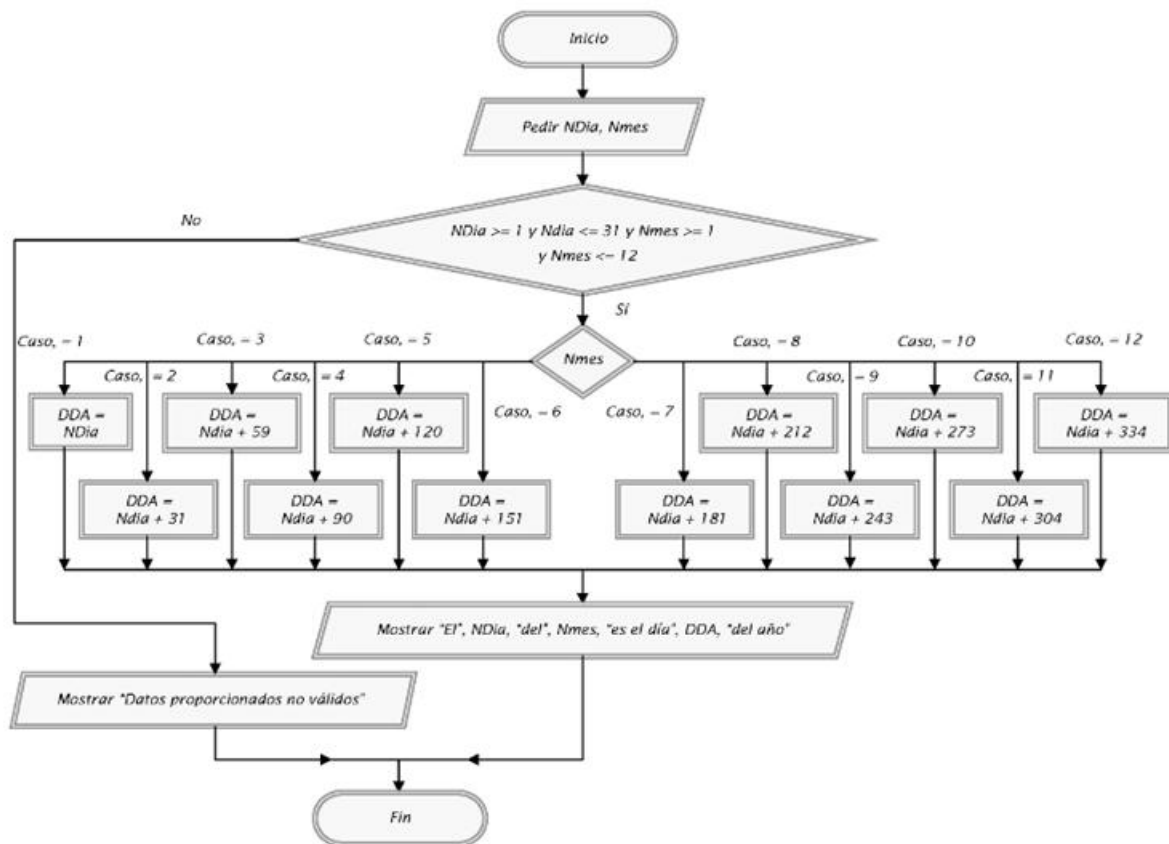 Inicio
Pedir NDia, Nmes
No
NDia >= 1 y Ndia <= 31 y Nmes >= 1
y Nmes <= 12
Sí
Caso, = 1
Caso, = 3
Caso, = 5
Nmes
Caso, = 8
Caso, = 10
Caso, = 12
Caso, = 2
Caso, = 4
Caso, = 9
Caso, = 11
Caso, = 6
Caso, = 7
DDA =
NDia
DDA =
Ndia + 59
DDA =
Ndia + 120
DDA =
Ndia + 212
DDA =
Ndia + 273
DDA =
Ndia + 334
DDA =
Ndia + 31
DDA =
Ndia + 90
DDA =
Ndia + 151
DDA =
Ndia + 181
DDA =
Ndia + 243
DDA =
Ndia + 304
Mostrar "El", NDia, "del", Nmes, "es el día", DDA, "del año"
Mostrar "Datos proporcionados no válidos"
Fin